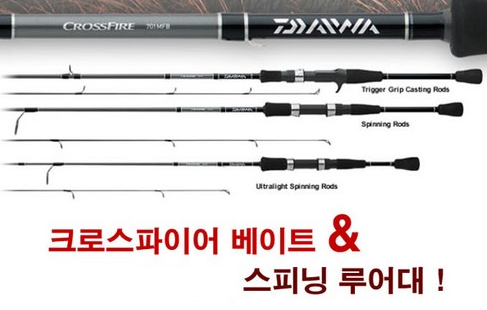 CROSSFIRE 701MFB DAIWA
Trigger Grip Casting Rods
Spinning Rods
Ultralight Spinning Rods
크로스파이어 베이트 &
스피닝 루어대 !